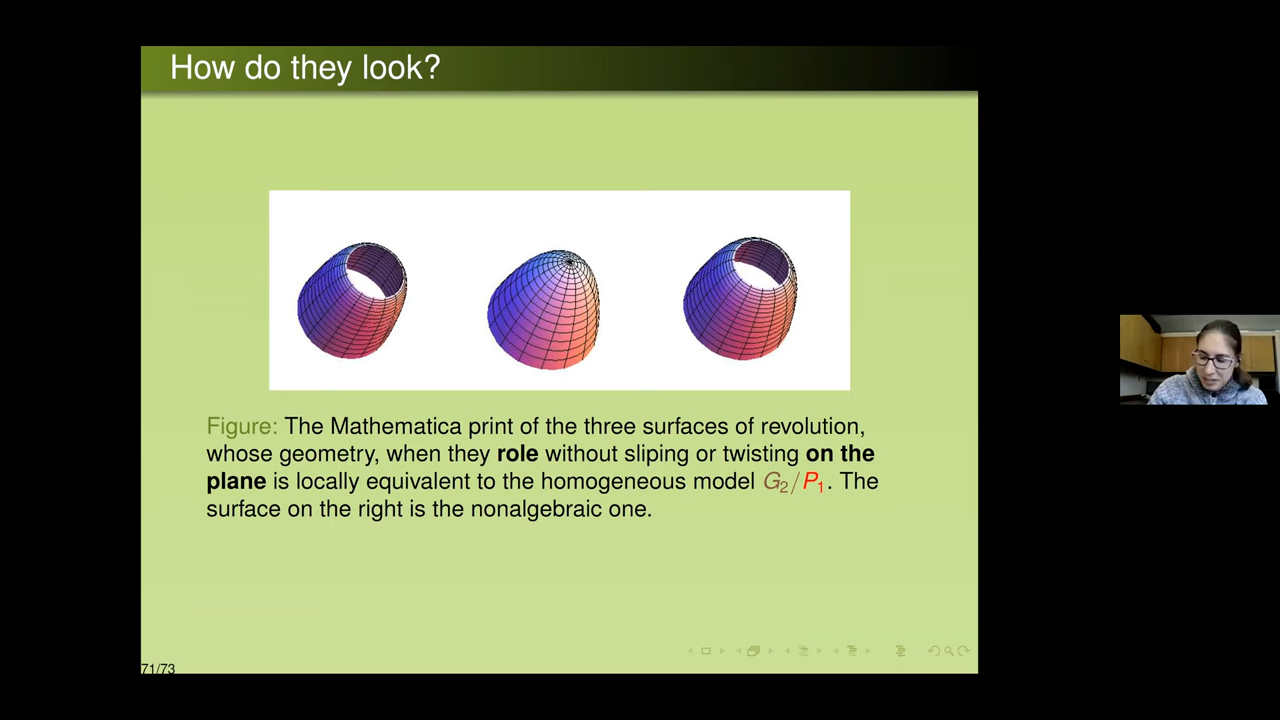 How do they look?
Figure: The Mathematica print of the three surfaces of revolution,
whose geometry, when they role without sliping or twisting on the
plane is locally equivalent to the homogeneous model G₂/P₁. The
surface on the right is the nonalgebraic one.
71/73